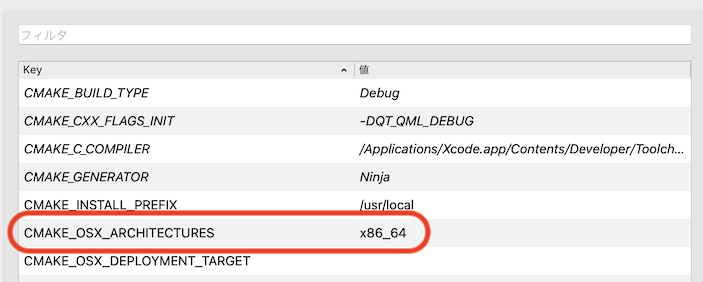 フィルタ
Key 値
CMAKE_BUILD_TYPE Debug
CMAKE_CXX_FLAGS_INIT -DQT_QML_DEBUG
CMAKE_C_COMPILER /Applications/Xcode.app/Contents/Developer/Toolch...
CMAKE_GENERATOR Ninja
CMAKE_INSTALL_PREFIX /usr/local
CMAKE_OSX_ARCHITECTURES x86_64
CMAKE_OSX_DEPLOYMENT_TARGET